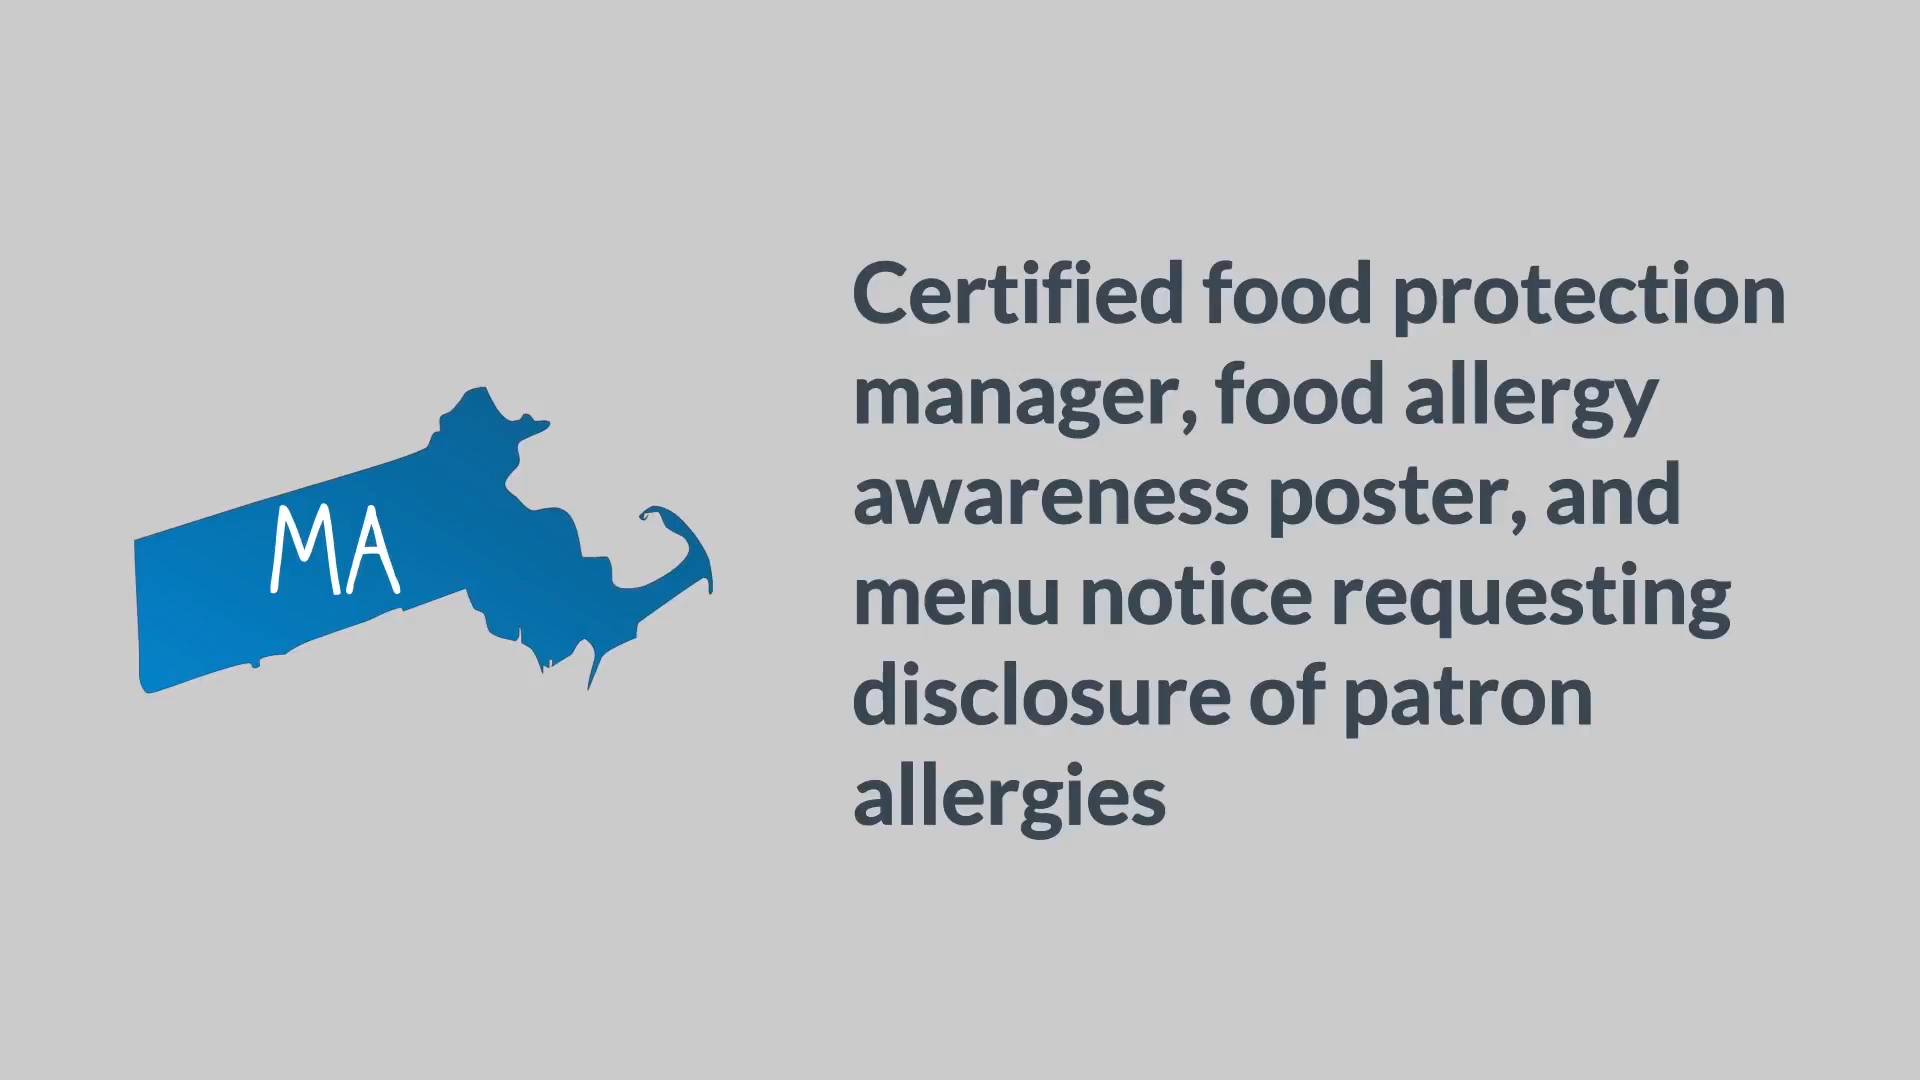 MA
Certified food protection
manager, food allergy
awareness poster, and
menu notice requesting
disclosure of patron
allergies